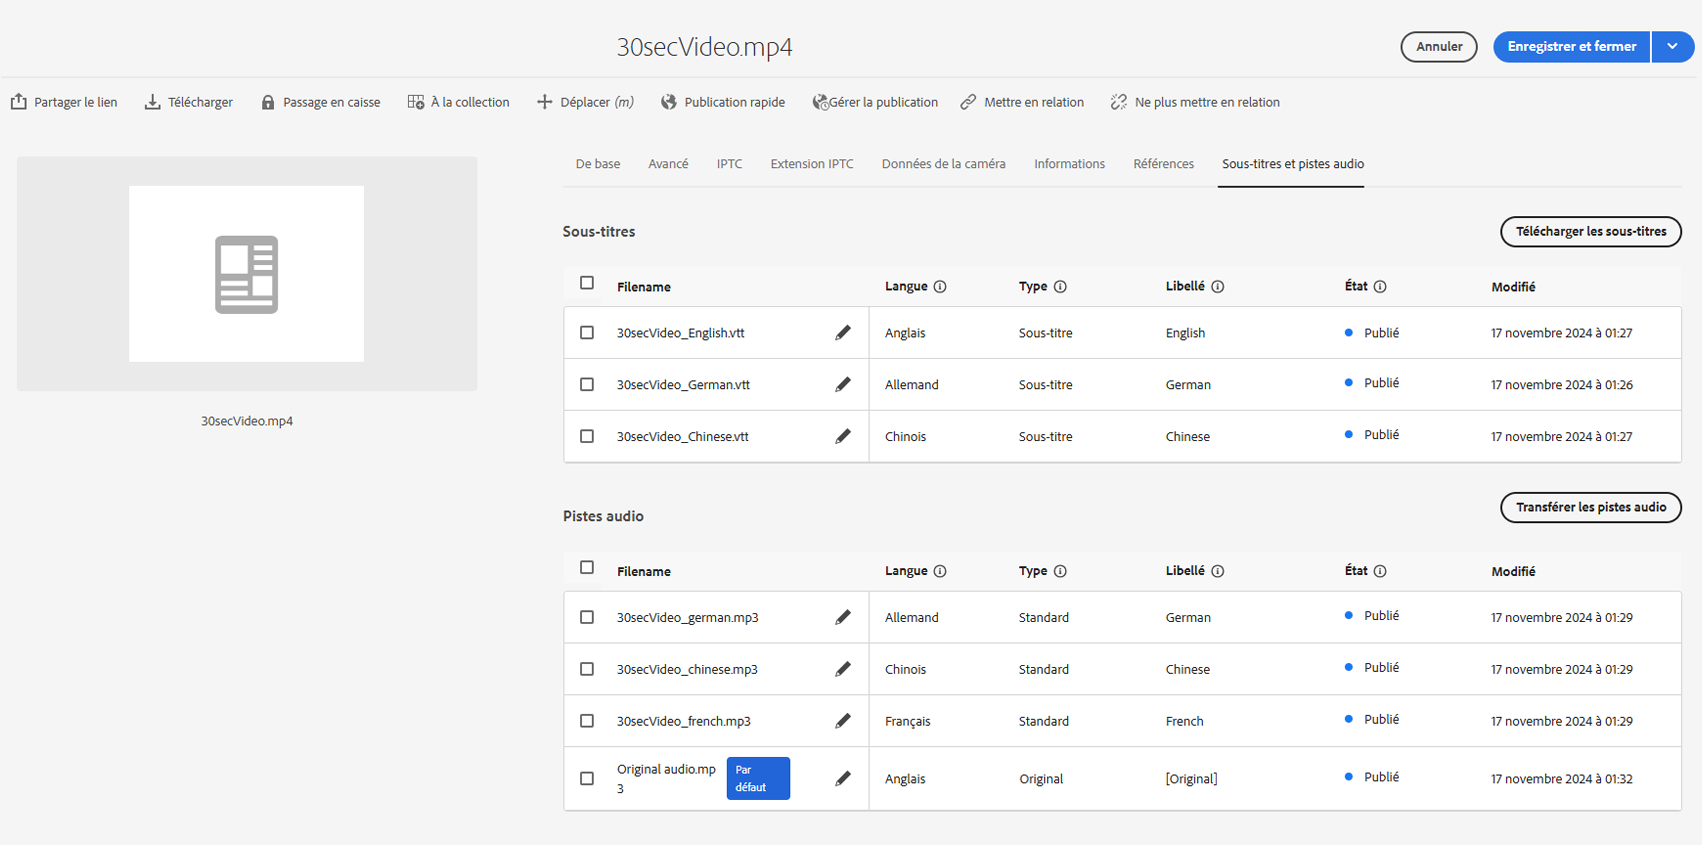 30secVideo.mp4
Annuler
Enregistrer et fermer
Partager le lien
Télécharger
Passage en caisse
À la collection
Déplacer (m)
Publication rapide
Gérer la publication
Mettre en relation
Ne plus mettre en relation
De base
Avancé
IPTC
Extension IPTC
Données de la caméra
Informations
Références
Sous-titres et pistes audio
30secVideo.mp4
Sous-titres
Télécharger les sous-titres
Filename Langue Type Libellé État Modifié
30secVideo_English.vtt Anglais Sous-titre English Publié 17 novembre 2024 à 01:27
30secVideo_German.vtt Allemand Sous-titre German Publié 17 novembre 2024 à 01:26
30secVideo_Chinese.vtt Chinois Sous-titre Chinese Publié 17 novembre 2024 à 01:27
Pistes audio
Transférer les pistes audio
Filename Langue Type Libellé État Modifié
30secVideo_german.mp3 Allemand Standard German Publié 17 novembre 2024 à 01:29
30secVideo_chinese.mp3 Chinois Standard Chinese Publié 17 novembre 2024 à 01:29
30secVideo_french.mp3 Français Standard French Publié 17 novembre 2024 à 01:29
Original audio.mp
3
Par
défaut
Anglais Original [Original] Publié 17 novembre 2024 à 01:32